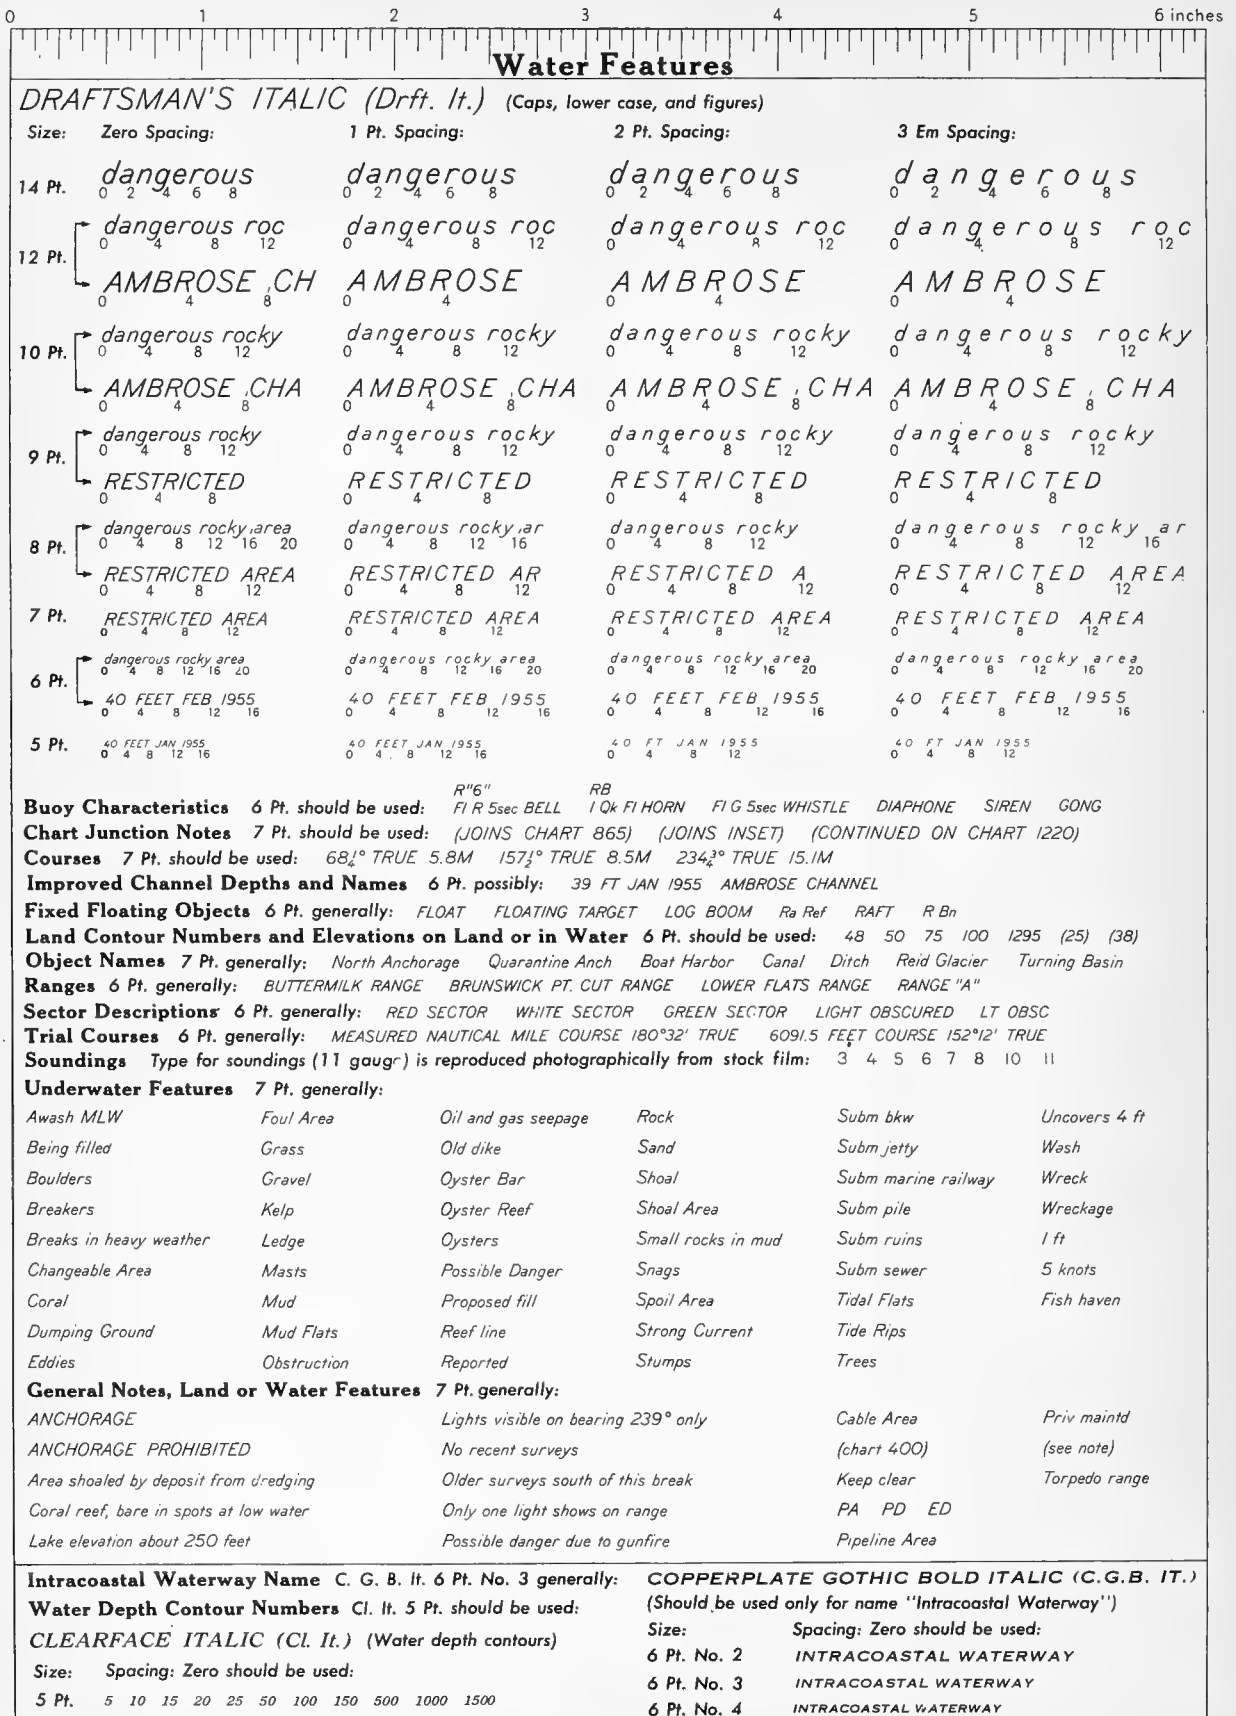 0 1 2 3 4 5 6 inches
Water Features
DRAFTSMAN'S ITALIC (Drft. It.) (Caps, lower case, and figures)
Size: Zero Spacing: 1 Pt. Spacing: 2 Pt. Spacing: 3 Em Spacing:
14 Pt. dangerous dangerous dangerous dangerous
0 2 4 6 8 0 2 4 6 8 0 2 4 6 8 0 2 4 6 8
dangerous roc dangerous roc dangerous roc dangerous roc
0 4 8 12 0 4 8 12 0 4 8 12 0 4 8 12
12 Pt.
AMBROSE CH AMBROSE AMBROSE AMBROSE
0 4 8 0 4 0 4 0 4
dangerous rocky dangerous rocky dangerous rocky dangerous rocky
10 Pt. 0 4 8 12 0 4 8 12 0 4 8 12 0 4 8 12
AMBROSE CHA AMBROSE CHA AMBROSE CHA AMBROSE CHA
0 4 8 0 4 8 0 4 8 0 4 8
dangerous rocky dangerous rocky dangerous rocky dangerous rocky
9 Pt. 0 4 8 12 0 4 8 12 0 4 8 12 0 4 8 12
RESTRICTED RESTRICTED RESTRICTED RESTRICTED
0 4 8 0 4 8 0 4 8 0 4 8
dangerous rocky area dangerous rocky ar dangerous rocky dangerous rocky ar
8 Pt. 0 4 8 12 16 20 0 4 8 12 16 0 4 8 12 0 4 8 12 16
RESTRICTED AREA RESTRICTED AR RESTRICTED A RESTRICTED AREA
0 4 8 12 0 4 8 12 0 4 8 12 0 4 8 12
7 Pt. RESTRICTED AREA RESTRICTED AREA RESTRICTED AREA RESTRICTED AREA
0 4 8 12 0 4 8 12 0 4 8 12 0 4 8 12
dangerous rocky area dangerous rocky area dangerous rocky area dangerous rocky area
0 4 8 12 16 20 0 4 8 12 16 20 0 4 8 12 16 20 0 4 8 12 16 20
6 Pt.
40 FEET FEB 1955 40 FEET FEB 1955 40 FEET FEB 1955 40 FEET FEB 1955
0 4 8 12 16 0 4 8 12 16 0 4 8 12 16 0 4 8 12 16
5 Pt. 40 FEET JAN 1955 40 FEET JAN 1955 40 FT JAN 1955 40 FT JAN 1955
0 4 8 12 16 0 4 8 12 16 0 4 8 12 0 4 8 12
R"6" RB
Buoy Characteristics 6 Pt. should be used: Fl R 5sec BELL I Qk Fl HORN Fl G 5sec WHISTLE DIAPHONE SIREN GONG
Chart Junction Notes 7 Pt. should be used: (JOINS CHART 865) (JOINS INSET) (CONTINUED ON CHART 1220)
Courses 7 Pt. should be used: 68¼° TRUE 5.8M 157½° TRUE 8.5M 234¾° TRUE 15.1M
Improved Channel Depths and Names 6 Pt. possibly: 39 FT JAN 1955 AMBROSE CHANNEL
Fixed Floating Objects 6 Pt. generally: FLOAT FLOATING TARGET LOG BOOM Ra Ref RAFT R Bn
Land Contour Numbers and Elevations on Land or in Water 6 Pt. should be used: 48 50 75 100 1295 (25) (38)
Object Names 7 Pt. generally: North Anchorage Quarantine Anch Boat Harbor Canal Ditch Reid Glacier Turning Basin
Ranges 6 Pt. generally: BUTTERMILK RANGE BRUNSWICK PT. CUT RANGE LOWER FLATS RANGE RANGE "A"
Sector Descriptions 6 Pt. generally: RED SECTOR WHITE SECTOR GREEN SECTOR LIGHT OBSCURED LT OBSC
Trial Courses 6 Pt. generally: MEASURED NAUTICAL MILE COURSE 180°32' TRUE 6091.5 FEET COURSE 152°12' TRUE
Soundings Type for soundings (11 gauge) is reproduced photographically from stock film: 3 4 5 6 7 8 10 11
Underwater Features 7 Pt. generally:
Awash MLW Foul Area Oil and gas seepage Rock Subm bkw Uncovers 4 ft
Being filled Grass Old dike Sand Subm jetty Wash
Boulders Gravel Oyster Bar Shoal Subm marine railway Wreck
Breakers Kelp Oyster Reef Shoal Area Subm pile Wreckage
Breaks in heavy weather Ledge Oysters Small rocks in mud Subm ruins 1 ft
Changeable Area Masts Possible Danger Snags Subm sewer 5 knots
Coral Mud Proposed fill Spoil Area Tidal Flats Fish haven
Dumping Ground Mud Flats Reef line Strong Current Tide Rips
Eddies Obstruction Reported Stumps Trees
General Notes, Land or Water Features 7 Pt. generally:
ANCHORAGE Lights visible on bearing 239° only Cable Area Priv maintd
ANCHORAGE PROHIBITED No recent surveys (chart 400) (see note)
Area shoaled by deposit from dredging Older surveys south of this break Keep clear Torpedo range
Coral reef, bare in spots at low water Only one light shows on range PA PD ED
Lake elevation about 250 feet Possible danger due to gunfire Pipeline Area
Intracoastal Waterway Name C. G. B. It. 6 Pt. No. 3 generally:
Water Depth Contour Numbers Cl. It. 5 Pt. should be used:
CLEARFACE ITALIC (Cl. It.) (Water depth contours)
Size: Spacing: Zero should be used:
5 Pt. 5 10 15 20 25 50 100 150 500 1000 1500
COPPERPLATE GOTHIC BOLD ITALIC (C.G.B. IT.)
(Should be used only for name "Intracoastal Waterway")
Size: Spacing: Zero should be used:
6 Pt. No. 2 INTRACOASTAL WATERWAY
6 Pt. No. 3 INTRACOASTAL WATERWAY
6 Pt. No. 4 INTRACOASTAL WATERWAY